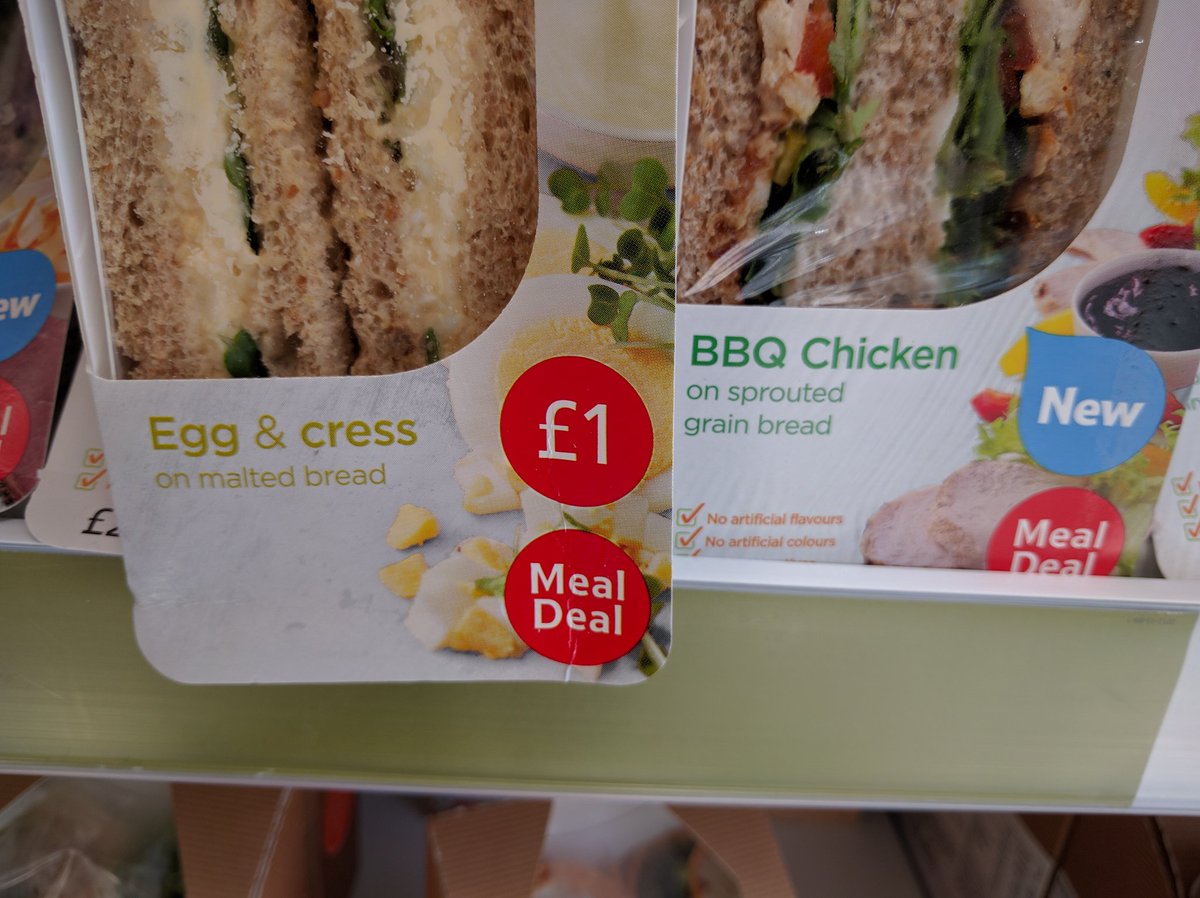 Egg & cress
on malted bread
£1
Meal
Deal
BBQ Chicken
on sprouted
grain bread
New
No artificial flavours
No artificial colours
Meal
Deal